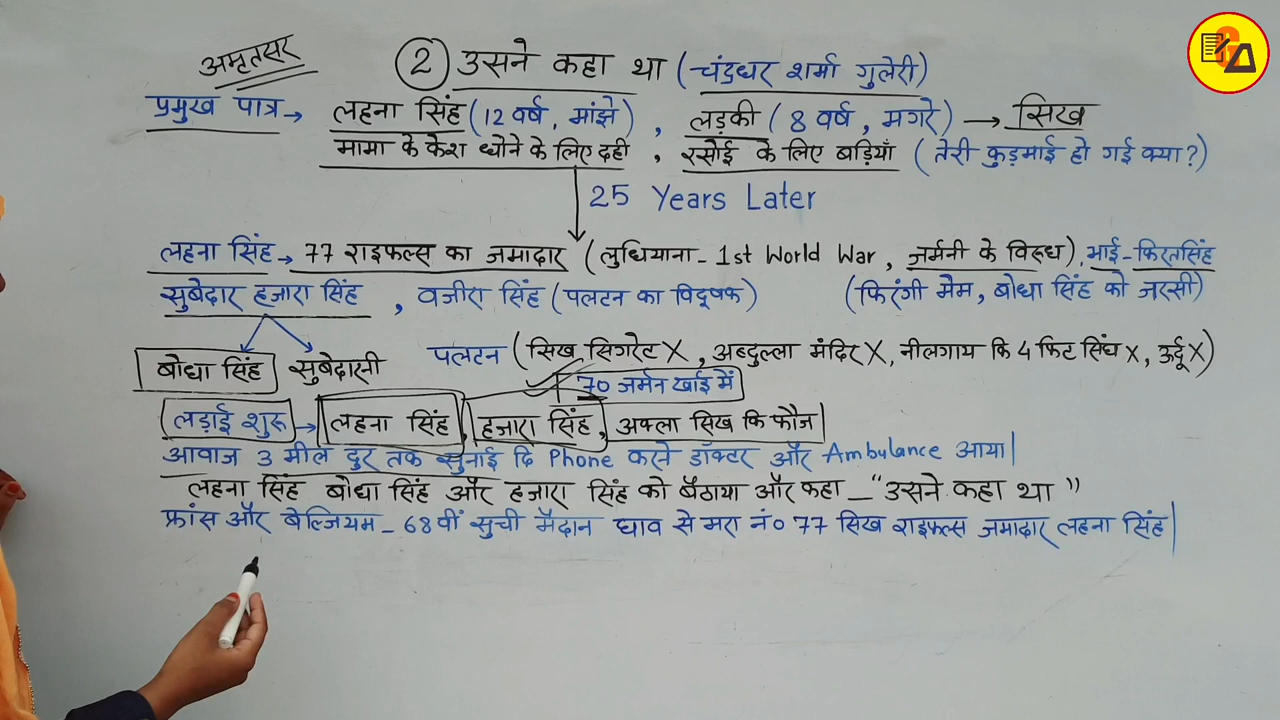 अमृतसर
② उसने कहा था (चंद्रधर शर्मा गुलेरी)
प्रमुख पात्र → लहना सिंह (12 वर्ष, मांझे), लड़की (8 वर्ष, मगरे) → सिख
मामा के केश धोने के लिए दही, रसोई के लिए बड़ियाँ (तेरी कुड़माई हो गई क्या?)
25 Years Later
लहना सिंह → 77 राइफल्स का जमादार (लुधियाना - 1st World War, जर्मनी के विरुध), भाई - किरतसिंह
सुबेदार हजारा सिंह, वजीरा सिंह (पलटन का विदूषक) (फिरंगी मेम, बोधा सिंह को जरसी)
बोधा सिंह सुबेदारनी पलटन (सिख सिगरेट X, अब्दुल्ला मंदिर X, नीलगाय कि 4 फिट सिंघ X, ऊर्दू X)
70 जर्मन खाई में
लड़ाई शुरू → लहना सिंह, हजारा सिंह, अक्ला सिख कि फौज|
आवाज 3 मील दुर तक सुनाई दि Phone करने डॉक्टर और Ambulance आया|
लहना सिंह बोधा सिंह और हजारा सिंह को बैठाया और कहा - "उसने कहा था"
फ्रांस और बेल्जियम - 68 वीं सुची मैदान घाव से मरा नं० 77 सिख राइफल्स जमादार लहना सिंह|